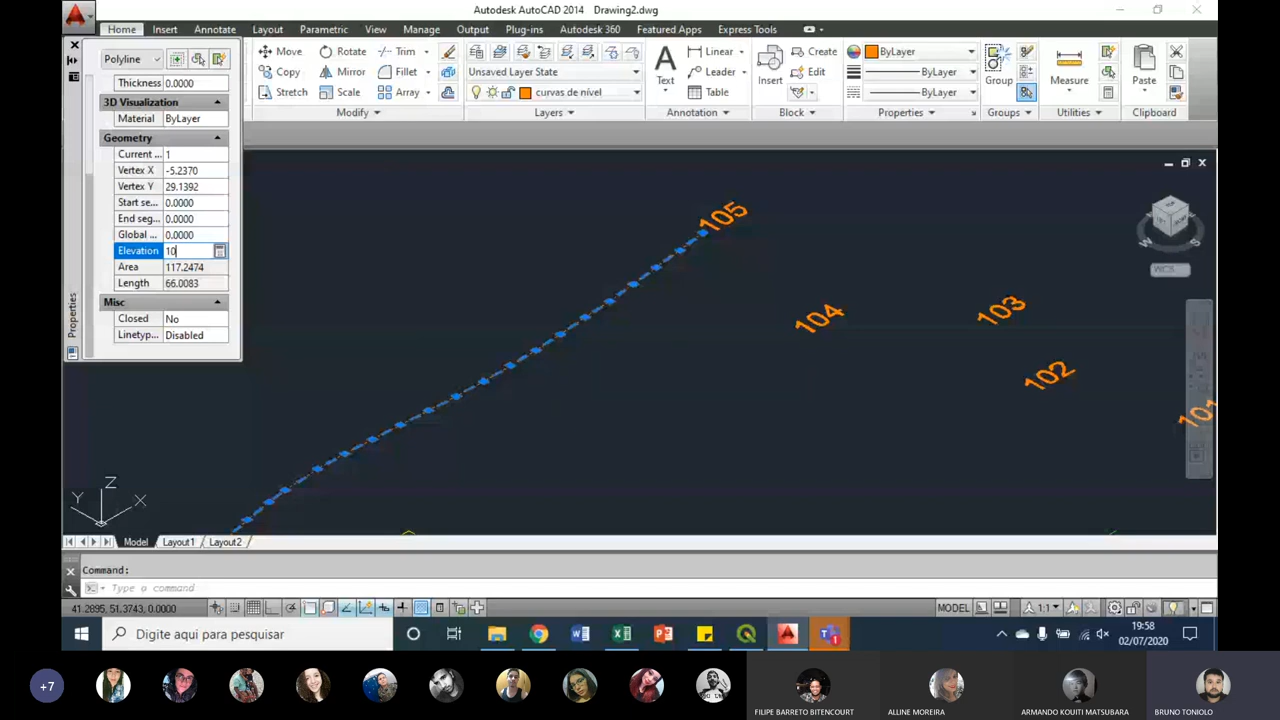 Autodesk AutoCAD 2014 Drawing2.dwg
Home Insert Annotate Layout Parametric View Manage Output Plug-ins Autodesk 360 Featured Apps Express Tools
Polyline
Thickness 0.0000
3D Visualization
Material ByLayer
Geometry
Current ... 1
Vertex X -5.2370
Vertex Y 29.1392
Start se... 0.0000
End seg... 0.0000
Global ... 0.0000
Elevation 10
Area 117.2474
Length 66.0083
Misc
Closed No
Linetyp... Disabled
Properties
Move Rotate Trim
Copy Mirror Fillet
Stretch Scale Array
Modify
Unsaved Layer State
curvas de nível
Layers
Text
Linear
Leader
Table
Annotation
Insert
Create
Edit
Block
ByLayer
ByLayer
ByLayer
Properties
Group
Groups
Measure
Utilities
Paste
Clipboard
105
104
103
102
101
TOP
W S
WCS
Z
Y X
Model Layout1 Layout2
Command:
Type a command
41.2895, 51.3743, 0.0000
MODEL
1:1
Digite aqui para pesquisar
19:58
02/07/2020
+7
FILIPE BARRETO BITENCOURT
ALLINE MOREIRA
ARMANDO KOUITI MATSUBARA
BRUNO TONIOLO